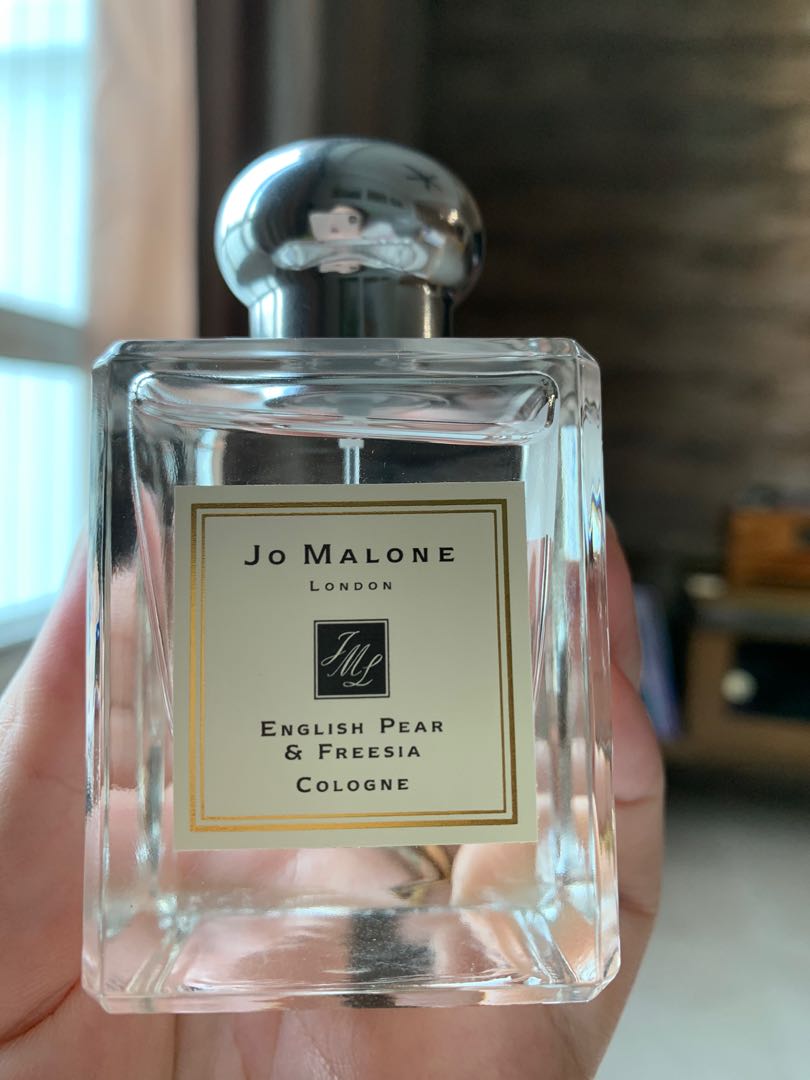 Jo Malone
London
JML
English Pear
& Freesia
Cologne